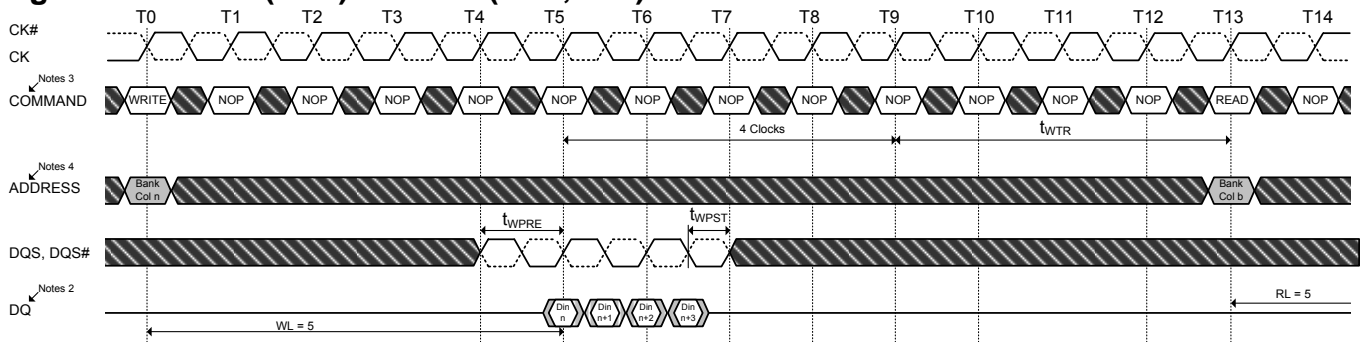 T0 T1 T2 T3 T4 T5 T6 T7 T8 T9 T10 T11 T12 T13 T14
CK#
CK
Notes 3
COMMAND WRITE NOP NOP NOP NOP NOP NOP NOP NOP NOP NOP NOP NOP READ NOP
4 Clocks tWTR
Notes 4
ADDRESS
Bank
Col n
Bank
Col b
tWPRE tWPST
DQS, DQS#
Notes 2
DQ
Din
n
Din
n+1
Din
n+2
Din
n+3
RL = 5
WL = 5